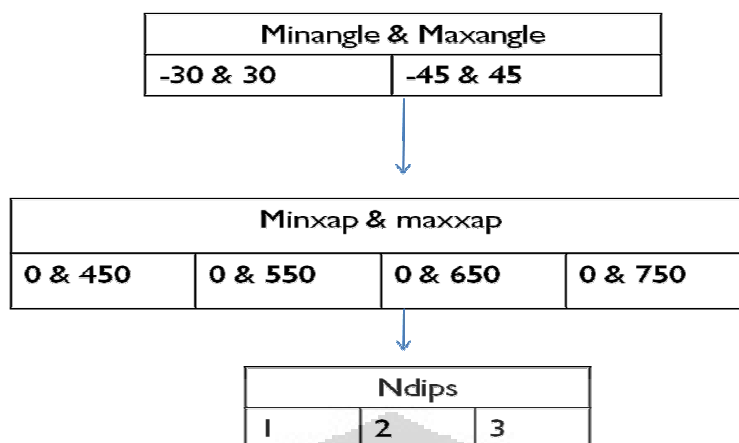 Minangle & Maxangle
-30 & 30 -45 & 45
Minxap & maxxap
0 & 450 0 & 550 0 & 650 0 & 750
Ndips
1 2 3